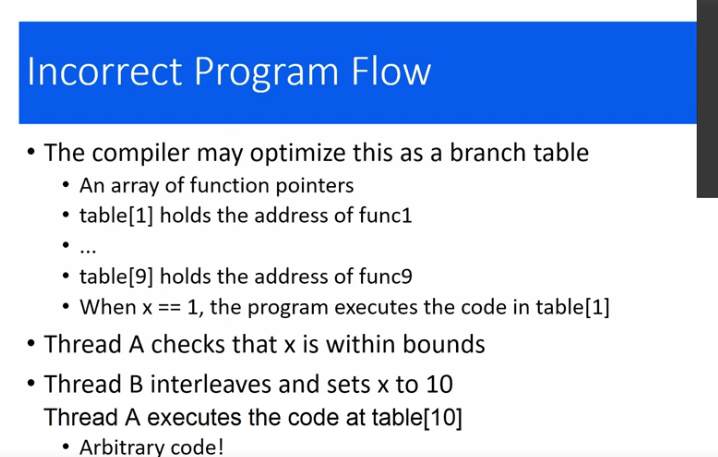 Incorrect Program Flow
• The compiler may optimize this as a branch table
• An array of function pointers
• table[1] holds the address of func1
• ...
• table[9] holds the address of func9
• When x == 1, the program executes the code in table[1]
• Thread A checks that x is within bounds
• Thread B interleaves and sets x to 10
Thread A executes the code at table[10]
• Arbitrary code!